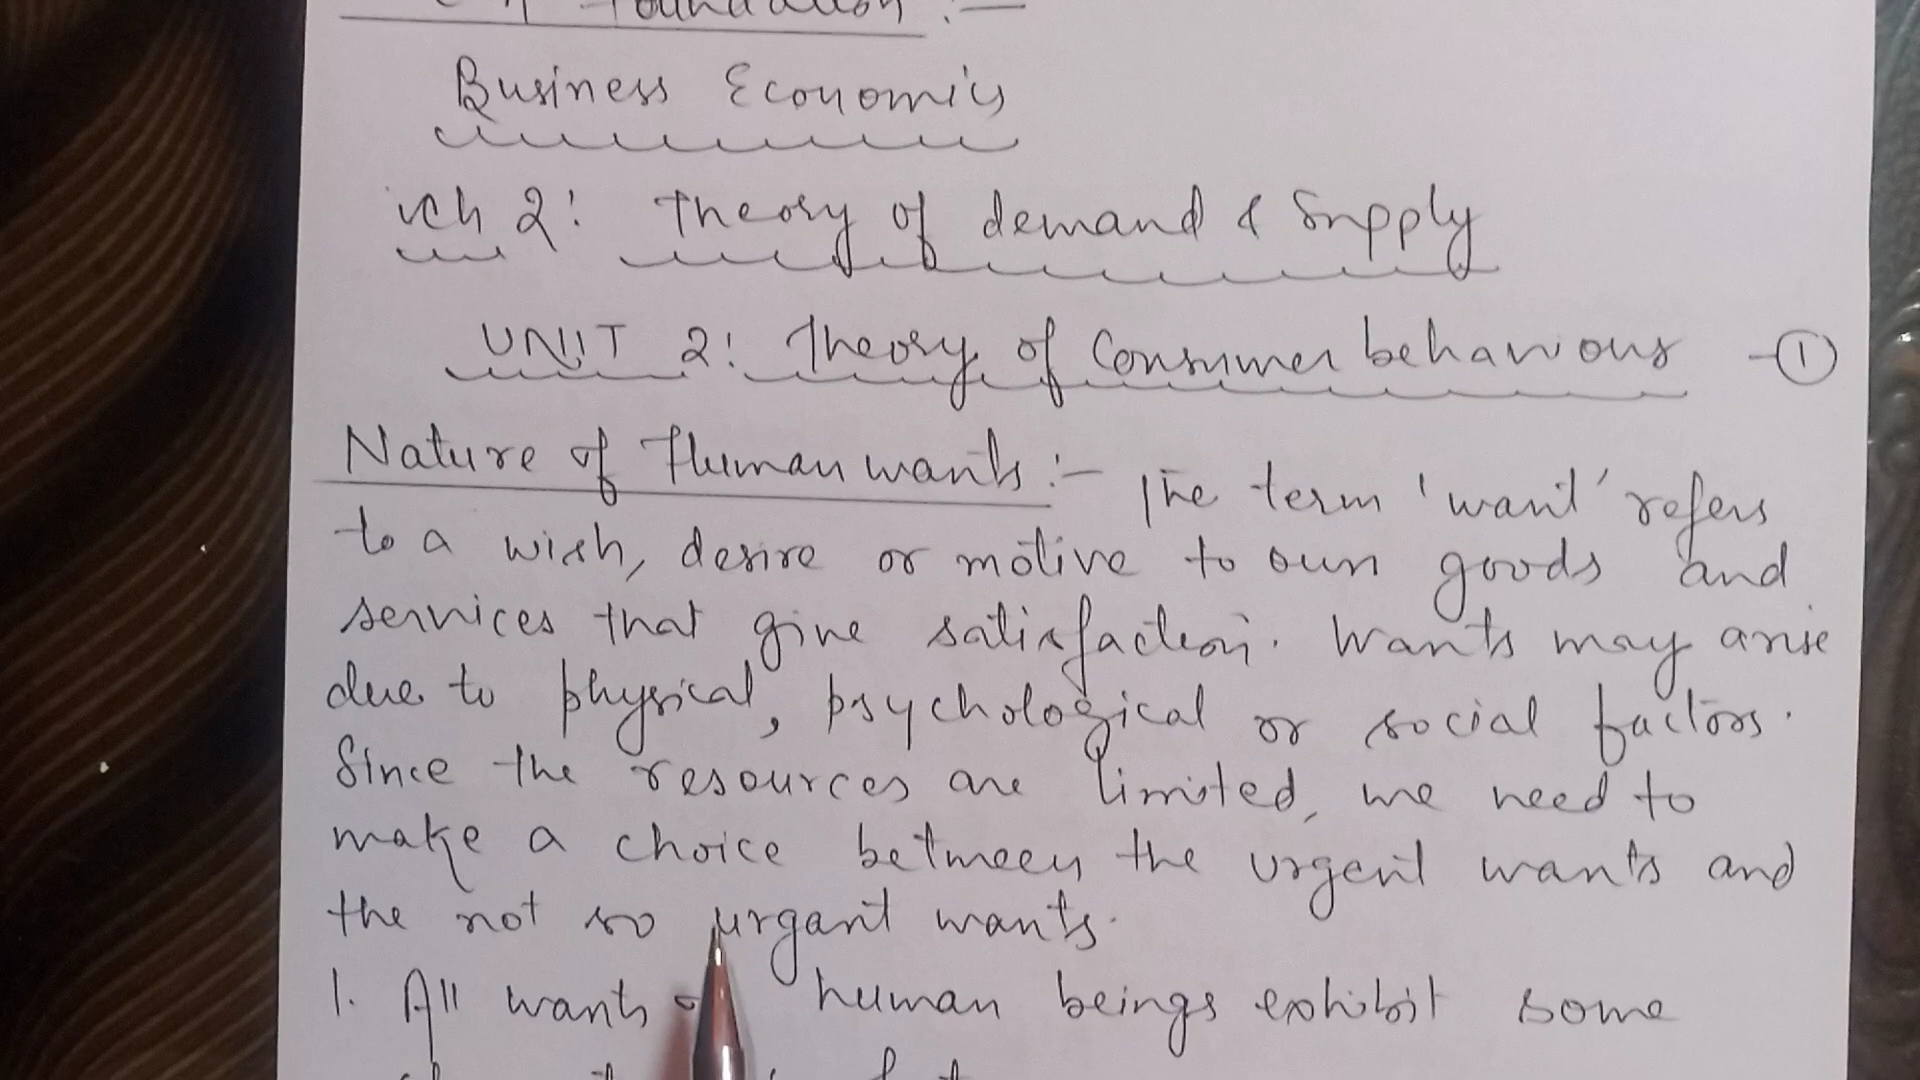 Foundation :-
Business Economics
Ch 2: Theory of demand & Supply
UNIT 2: Theory of Consumer behaviour -①
Nature of Human wants :- The term 'want' refers
to a wish, desire or motive to own goods and
services that give satisfaction. Wants may arise
due to physical, psychological or social factors.
Since the resources are limited, we need to
make a choice between the urgent wants and
the not so urgant wants.
1. All wants of human beings exhibit some